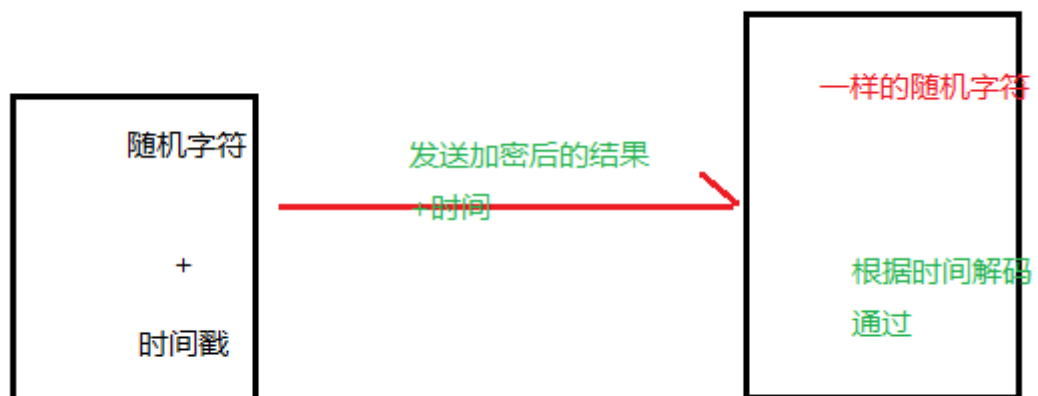 随机字符
+
时间戳
发送加密后的结果
+时间
一样的随机字符
根据时间解码
通过